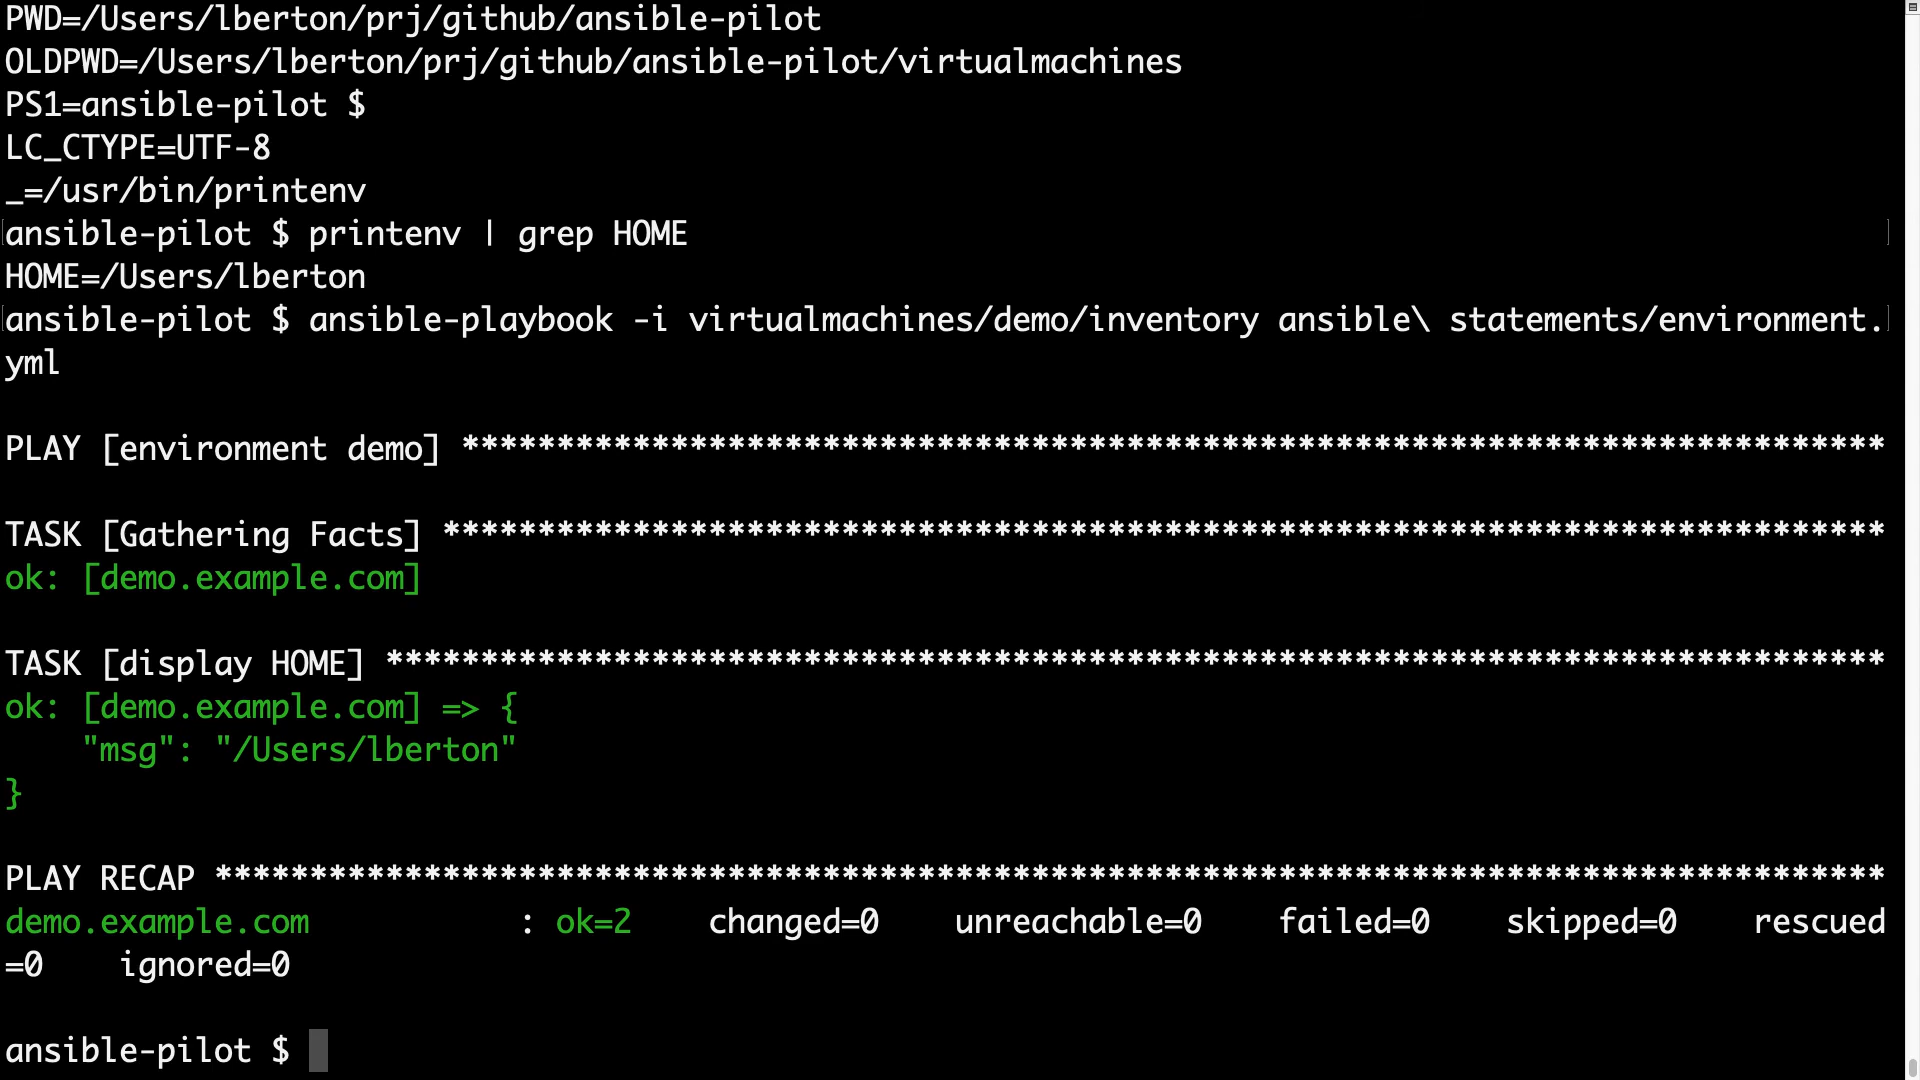 PWD=/Users/lberton/prj/github/ansible-pilot
OLDPWD=/Users/lberton/prj/github/ansible-pilot/virtualmachines
PS1=ansible-pilot $
LC_CTYPE=UTF-8
_=/usr/bin/printenv
[ansible-pilot $ printenv | grep HOME ]
HOME=/Users/lberton
[ansible-pilot $ ansible-playbook -i virtualmachines/demo/inventory ansible\ statements/environment.]
yml
PLAY [environment demo] ***************************************************************************
TASK [Gathering Facts] ****************************************************************************
ok: [demo.example.com]
TASK [display HOME] *******************************************************************************
ok: [demo.example.com] => {
    "msg": "/Users/lberton"
}
PLAY RECAP ****************************************************************************************
demo.example.com           : ok=2    changed=0    unreachable=0    failed=0    skipped=0    rescued
=0    ignored=0
ansible-pilot $